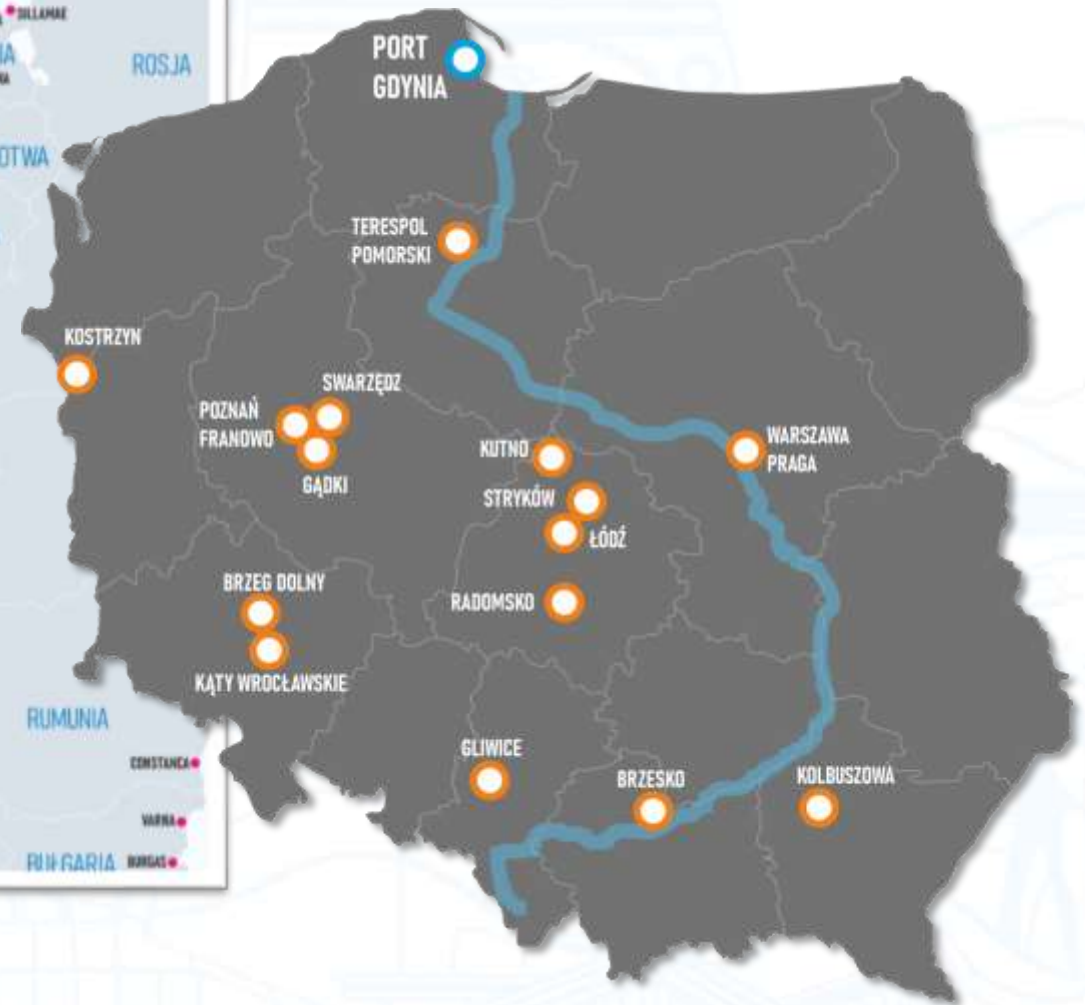 SILLAMAE
ROSJA
PORT
GDYNIA
TERESPOL
POMORSKI
KOSTRZYN
SWARZĘDZ
POZNAŃ
FRANOWO
GĄDKI
KUTNO
STRYKÓW
ŁÓDŹ
WARSZAWA
PRAGA
RADOMSKO
BRZEG DOLNY
KĄTY WROCŁAWSKIE
RUMUNIA
CONSTANCA
VARNA
BUŁGARIA
BURGAS
GLIWICE
BRZESKO
KOLBUSZOWA